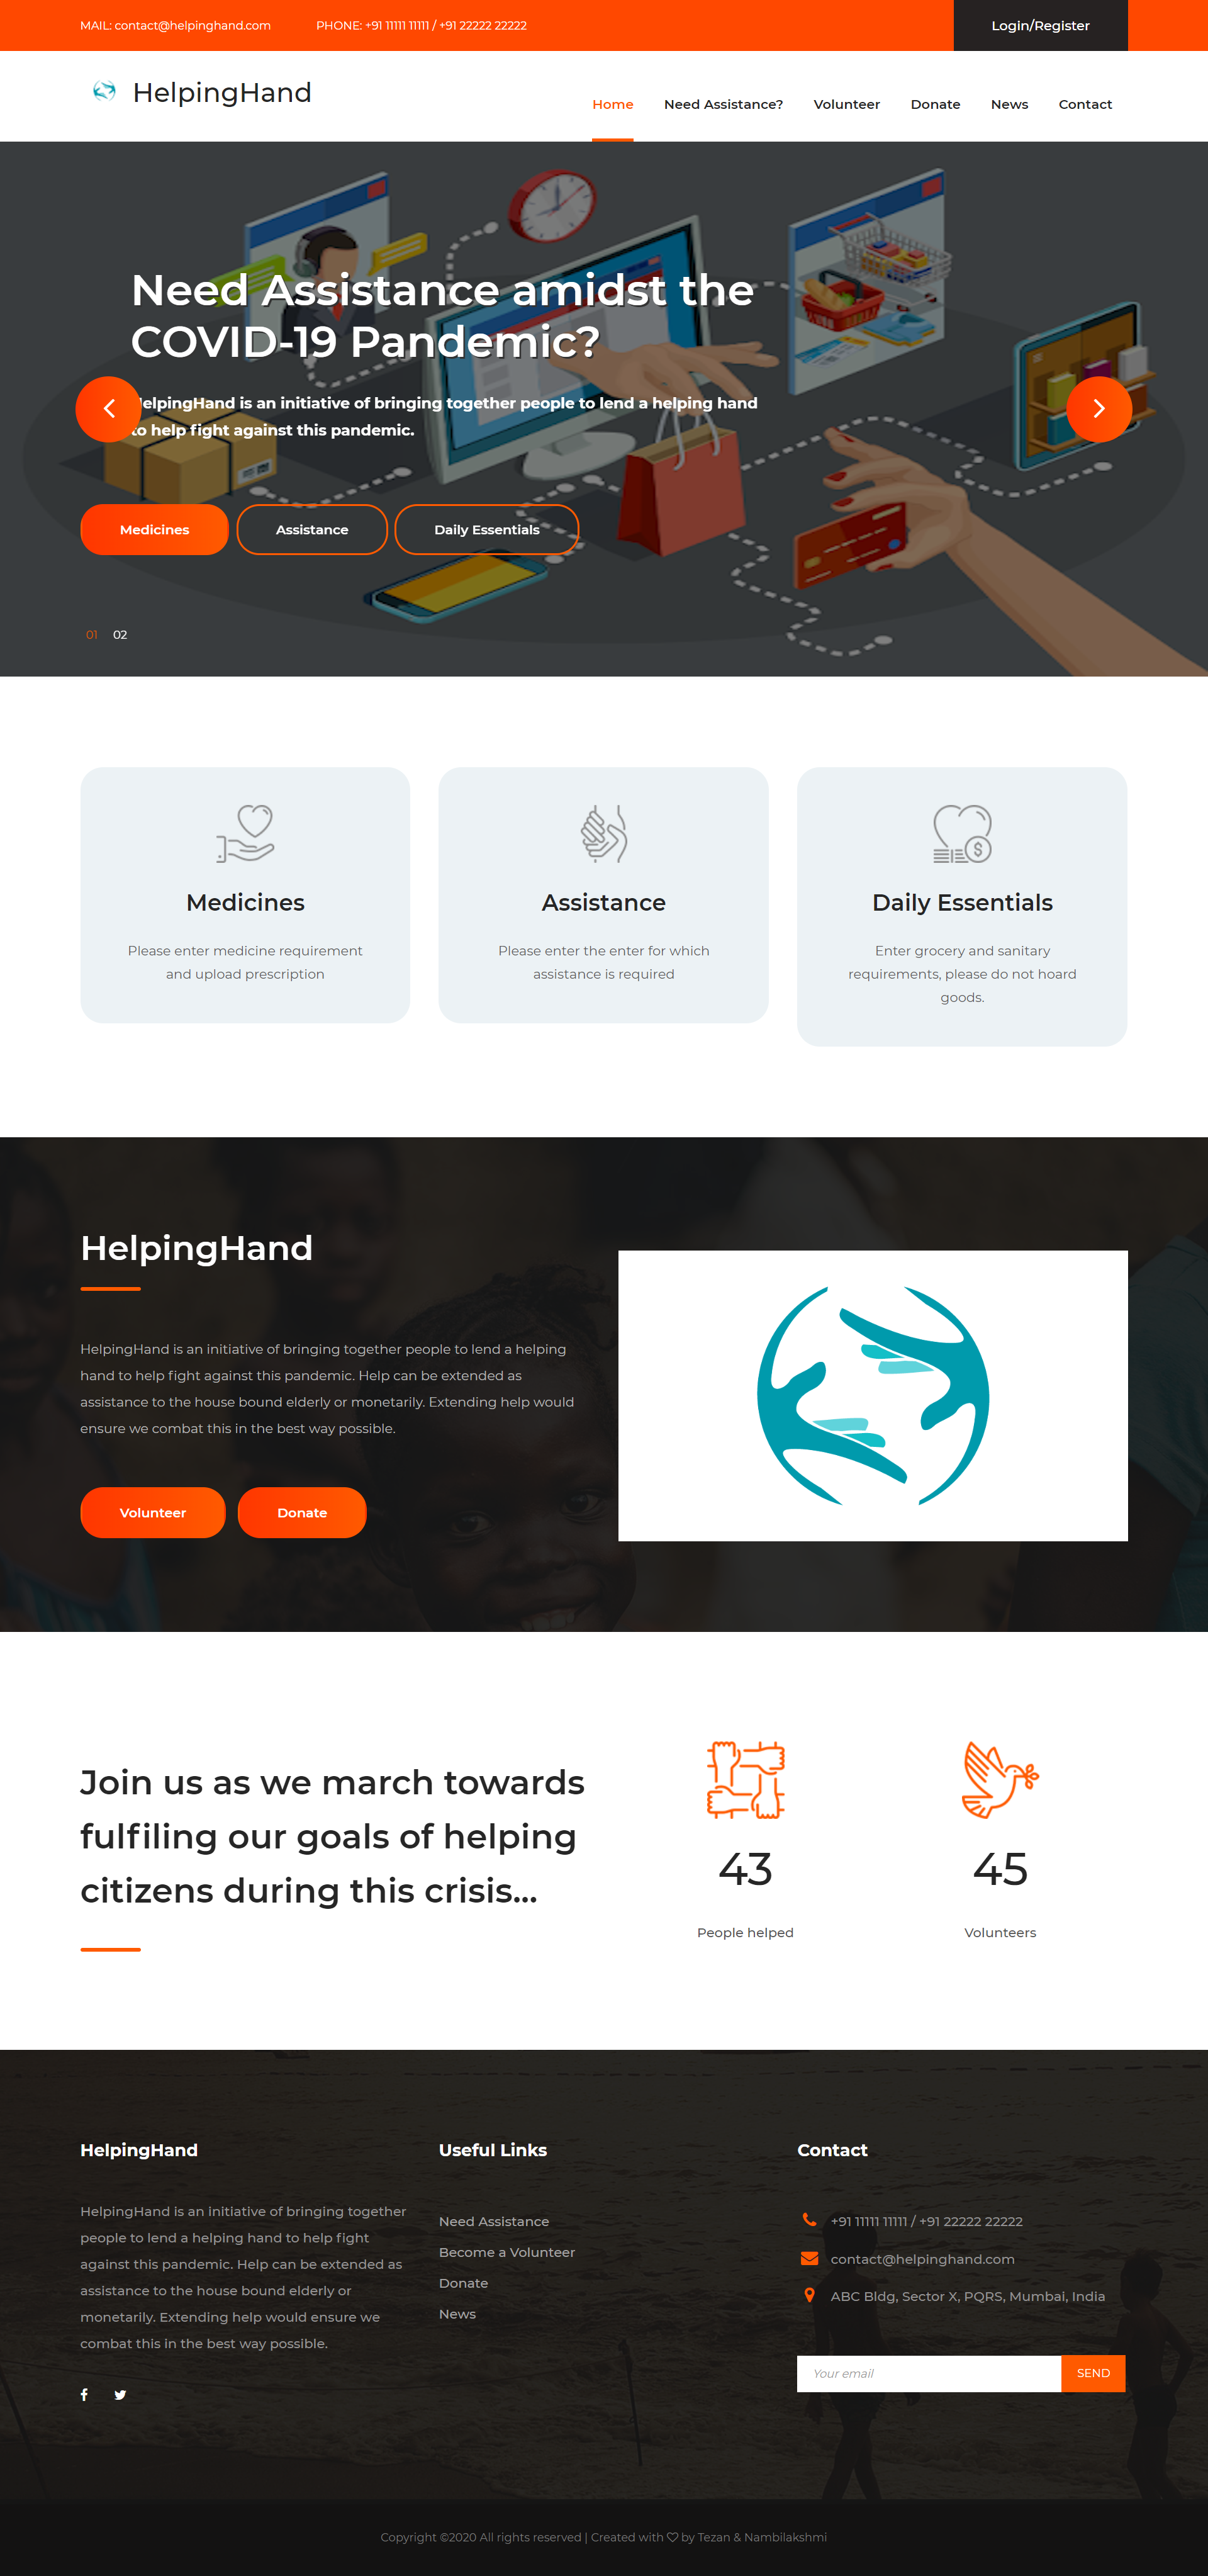 MAIL: contact@helpinghand.com PHONE: +91 11111 11111 / +91 22222 22222 Login/Register
HelpingHand
Home Need Assistance? Volunteer Donate News Contact
Need Assistance amidst the
COVID-19 Pandemic?
elpingHand is an initiative of bringing together people to lend a helping hand
to help fight against this pandemic.
Medicines Assistance Daily Essentials
01 02
Medicines
Please enter medicine requirement
and upload prescription
Assistance
Please enter the enter for which
assistance is required
Daily Essentials
Enter grocery and sanitary
requirements, please do not hoard
goods.
HelpingHand
HelpingHand is an initiative of bringing together people to lend a helping
hand to help fight against this pandemic. Help can be extended as
assistance to the house bound elderly or monetarily. Extending help would
ensure we combat this in the best way possible.
Volunteer Donate
Join us as we march towards
fulfiling our goals of helping
citizens during this crisis...
43
People helped
45
Volunteers
HelpingHand
HelpingHand is an initiative of bringing together
people to lend a helping hand to help fight
against this pandemic. Help can be extended as
assistance to the house bound elderly or
monetarily. Extending help would ensure we
combat this in the best way possible.
Useful Links
Need Assistance
Become a Volunteer
Donate
News
Contact
+91 11111 11111 / +91 22222 22222
contact@helpinghand.com
ABC Bldg, Sector X, PQRS, Mumbai, India
Your email SEND
Copyright ©2020 All rights reserved | Created with ♡ by Tezan & Nambilakshmi